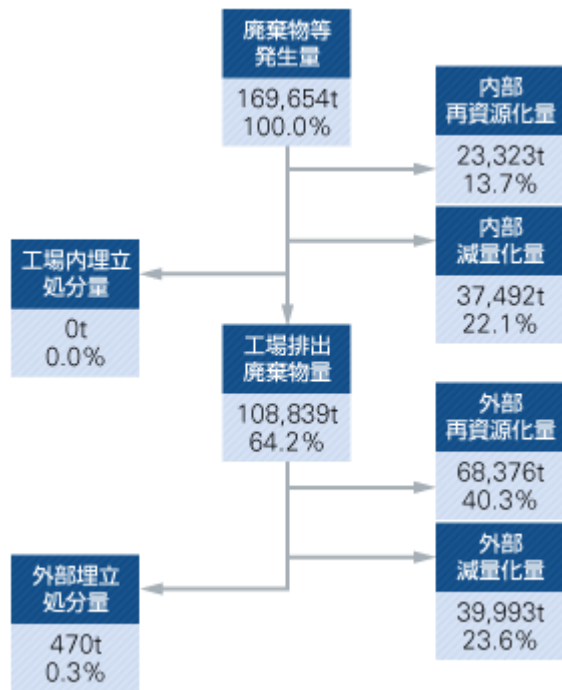 廃棄物等
発生量
169,654t
100.0%
内部
再資源化量
23,323t
13.7%
内部
減量化量
37,492t
22.1%
工場内埋立
処分量
0t
0.0%
工場排出
廃棄物量
108,839t
64.2%
外部
再資源化量
68,376t
40.3%
外部
減量化量
39,993t
23.6%
外部埋立
処分量
470t
0.3%